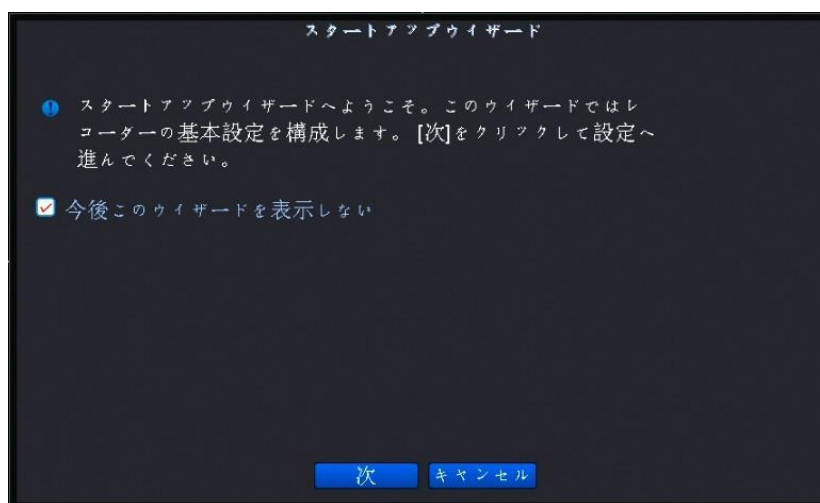 スタートアップウイザード
スタートアップウイザードへようこそ。このウイザードではレ
コーダーの基本設定を構成します。[次]をクリックして設定へ
進んでください。
今後このウイザードを表示しない
次
キャンセル